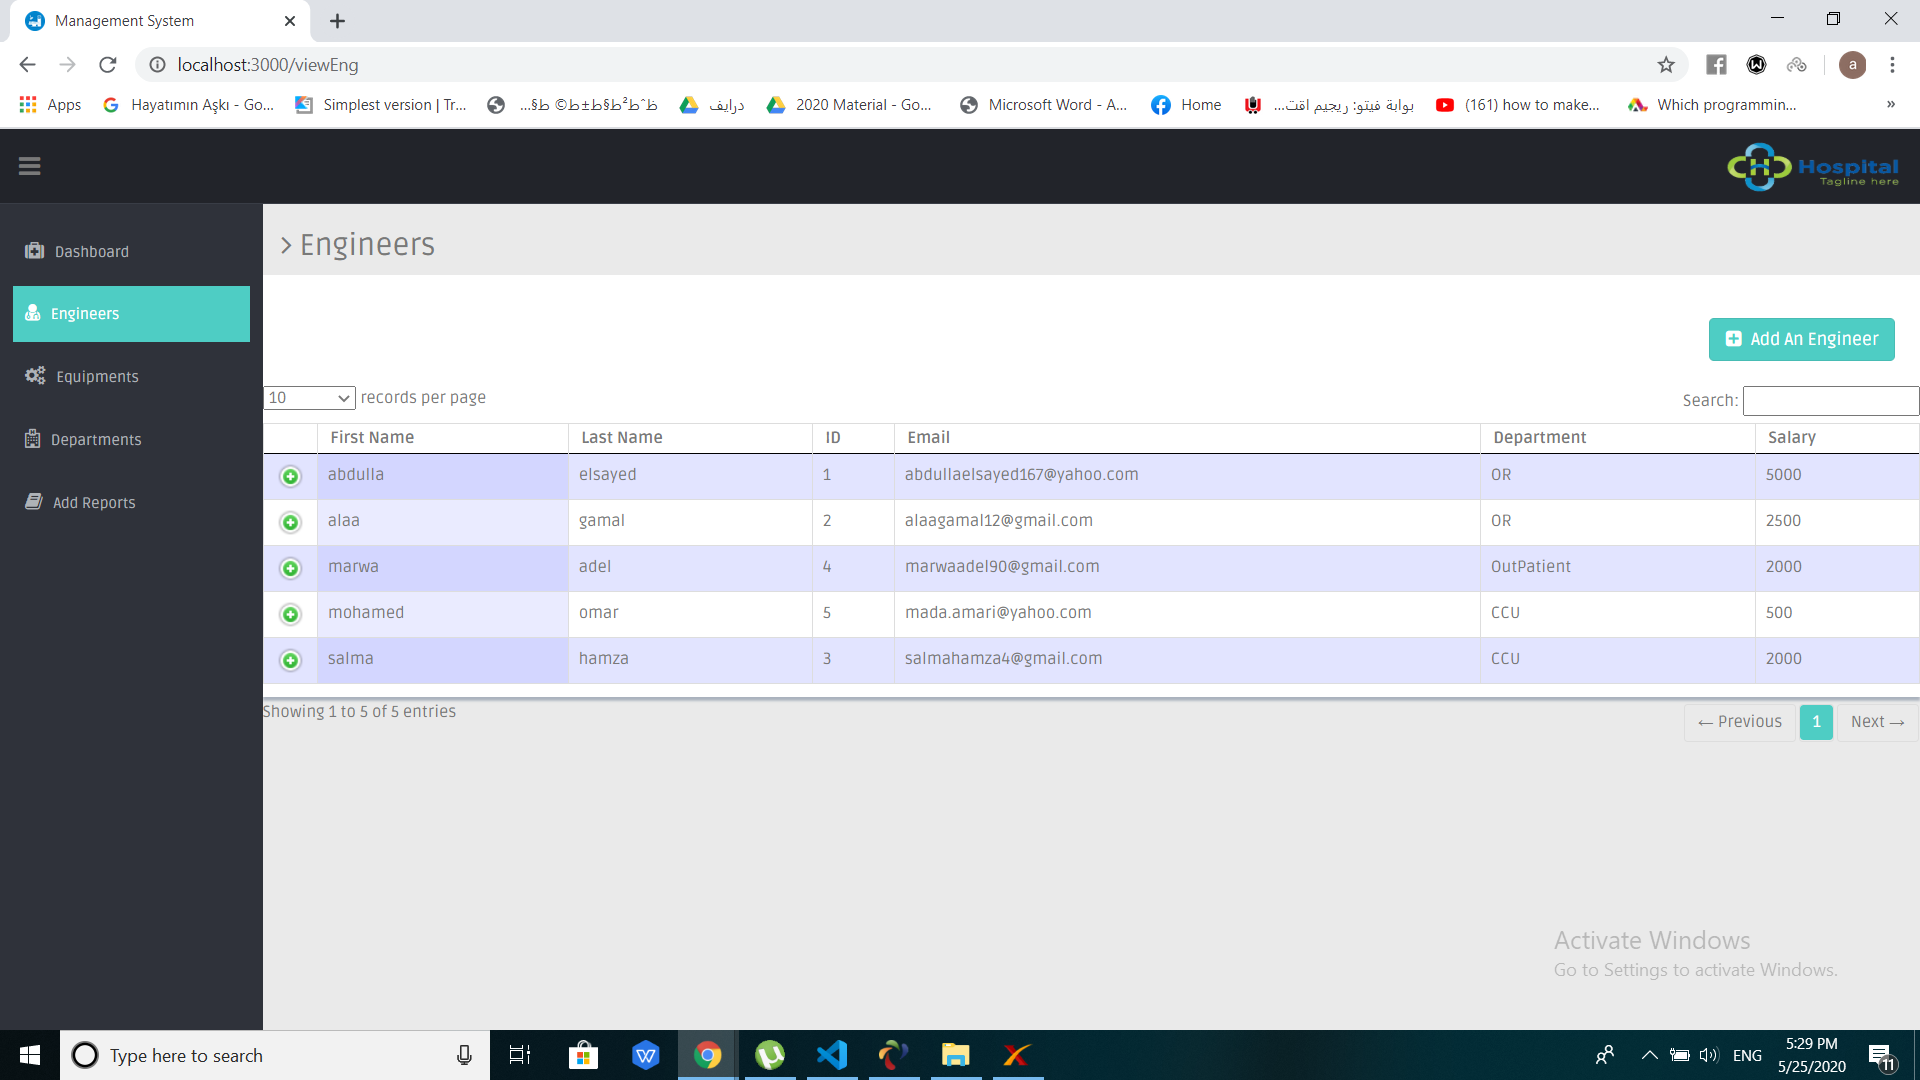 Management System
localhost:3000/viewEng
Apps
Hayatımın Aşkı - Go...
Simplest version | Tr...
ظˆط²ط§ط±ط© ط§...
درايف
2020 Material - Go...
Microsoft Word - A...
Home
بوابة فيتو: ريجيم اقت...
(161) how to make...
Which programmin...
»
a
Hospital
Tagline here
Dashboard
Engineers
Equipments
Departments
Add Reports
Engineers
Add An Engineer
10 records per page
Search:
First Name Last Name ID Email Department Salary
abdulla elsayed 1 abdullaelsayed167@yahoo.com OR 5000
alaa gamal 2 alaagamal12@gmail.com OR 2500
marwa adel 4 marwaadel90@gmail.com OutPatient 2000
mohamed omar 5 mada.amari@yahoo.com CCU 500
salma hamza 3 salmahamza4@gmail.com CCU 2000
Showing 1 to 5 of 5 entries
← Previous 1 Next →
Activate Windows
Go to Settings to activate Windows.
Type here to search
ENG
5:29 PM
5/25/2020
11